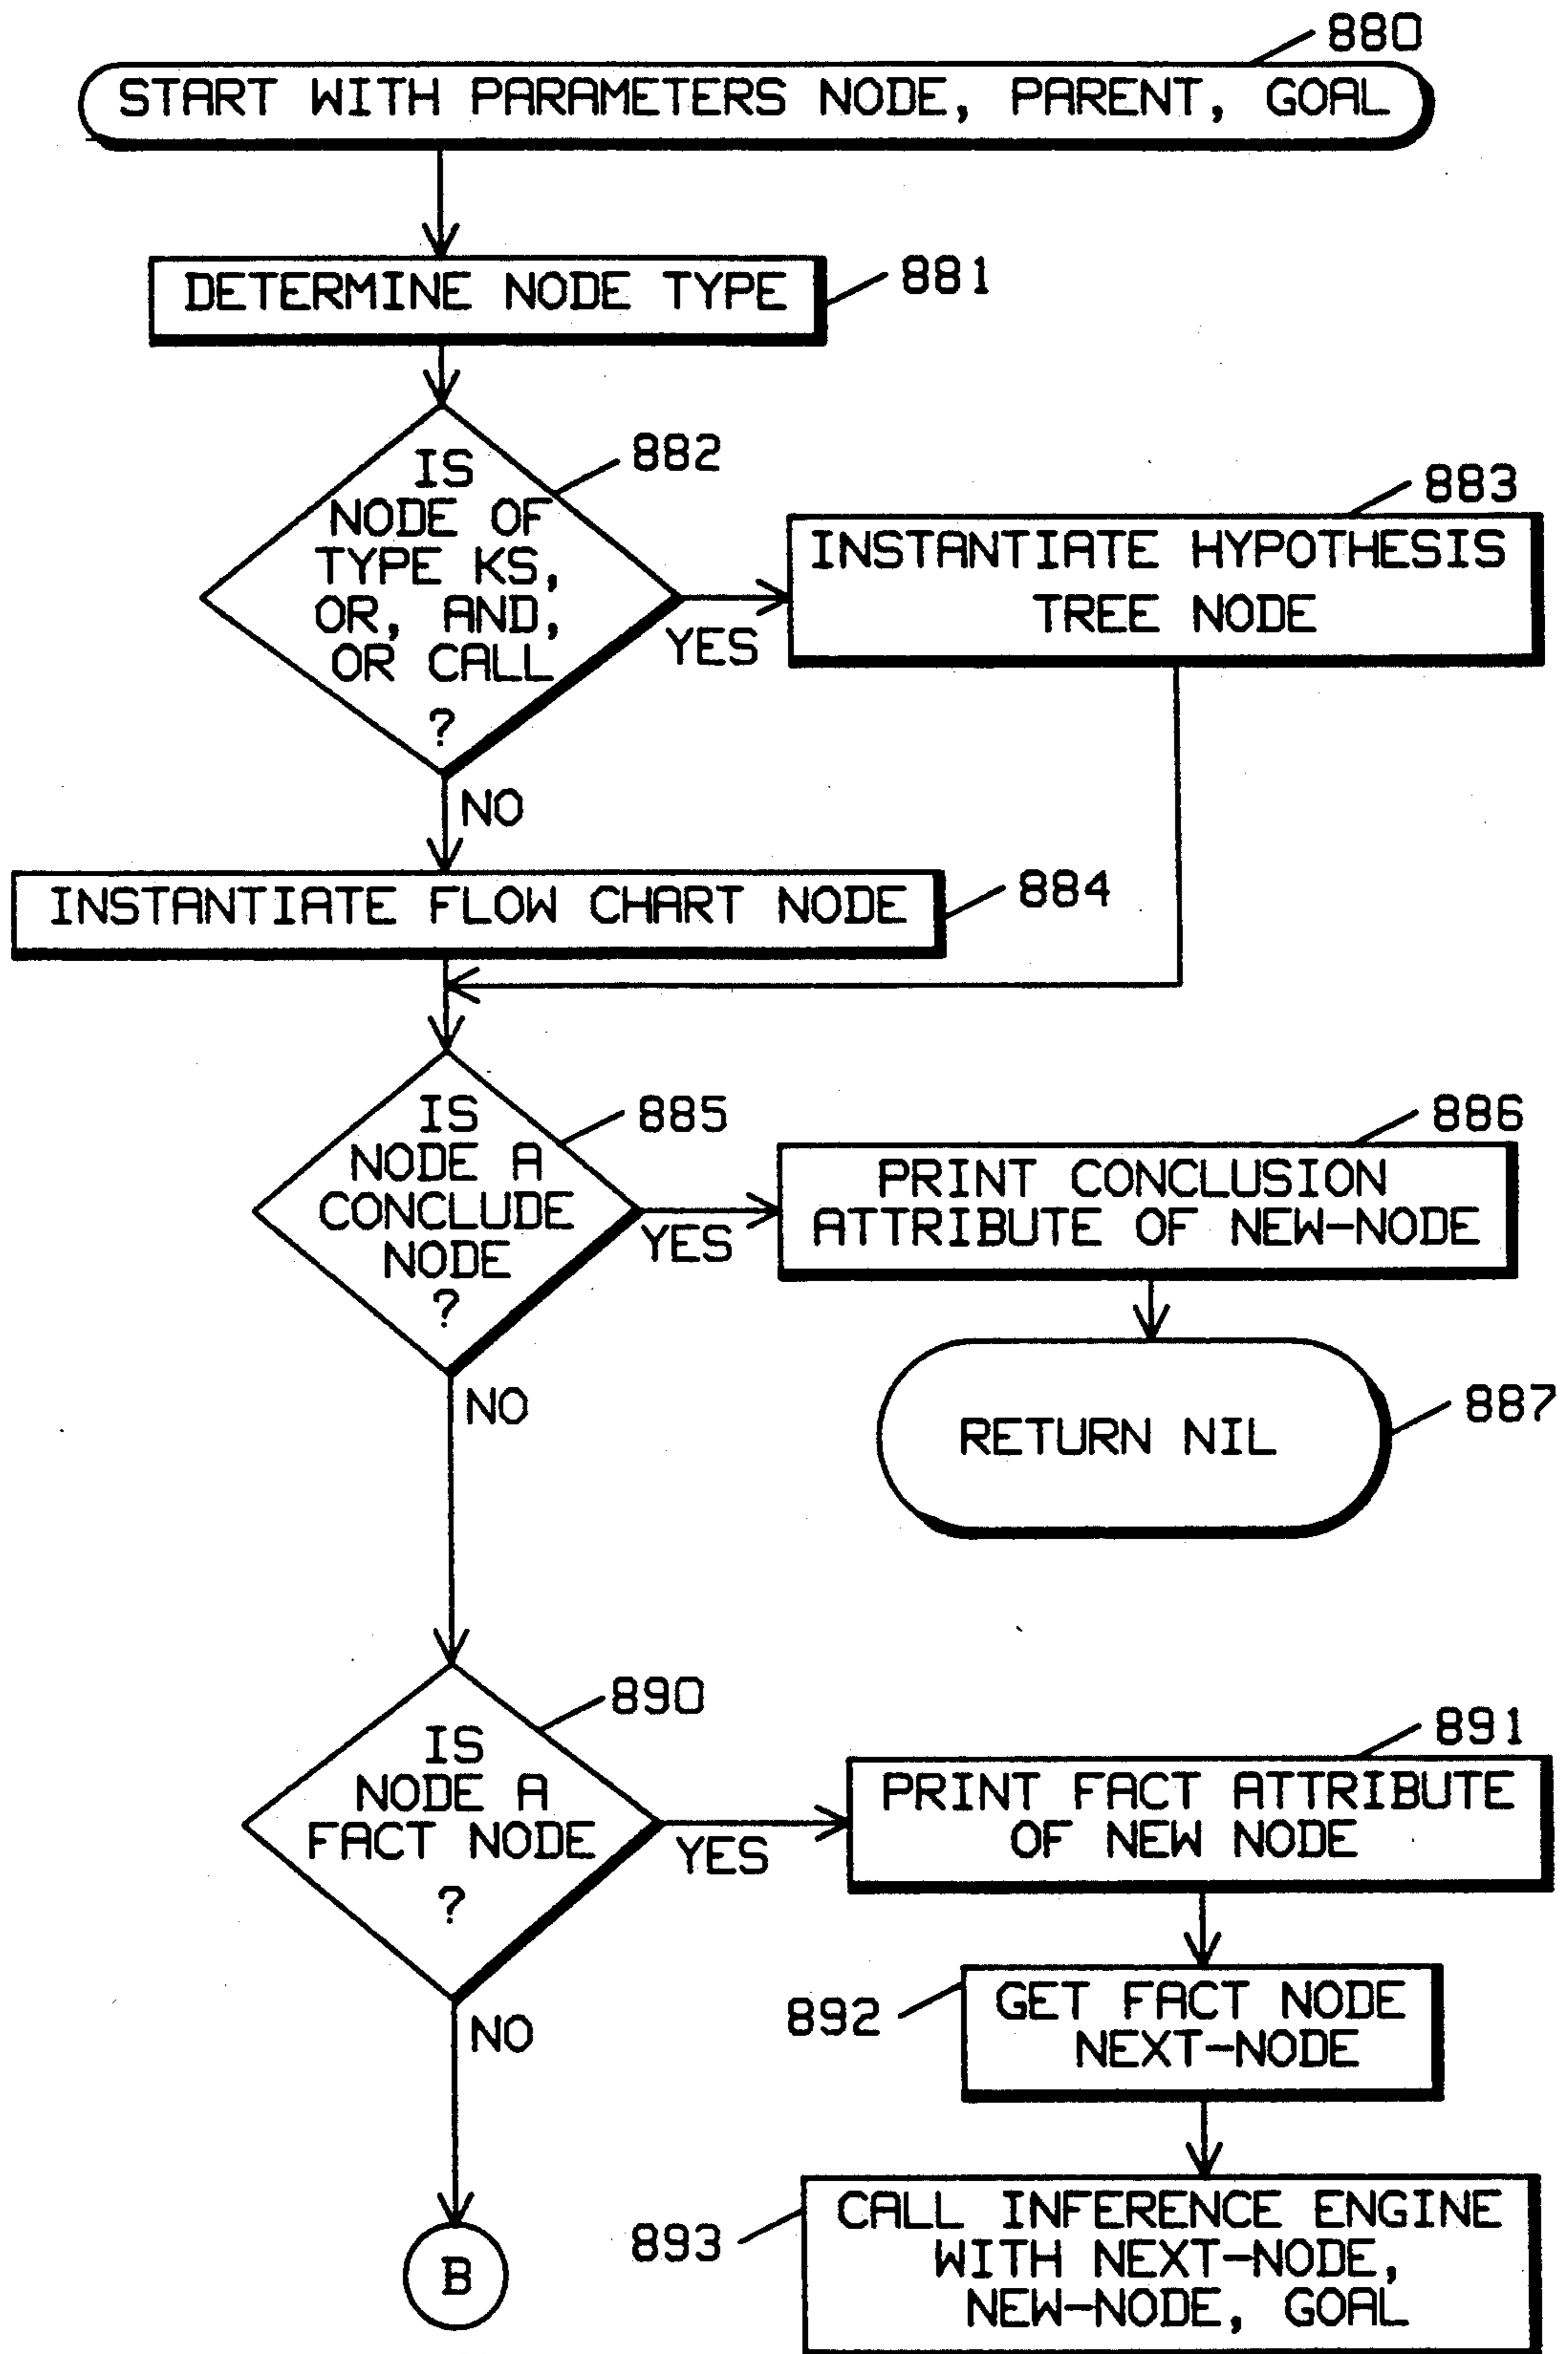 880
START WITH PARAMETERS NODE, PARENT, GOAL
DETERMINE NODE TYPE
881
IS
NODE OF
TYPE KS,
OR, AND,
OR CALL
?
882
YES
883
INSTANTIATE HYPOTHESIS
TREE NODE
NO
INSTANTIATE FLOW CHART NODE
884
IS
NODE A
CONCLUDE
NODE
?
885
YES
886
PRINT CONCLUSION
ATTRIBUTE OF NEW-NODE
RETURN NIL
887
NO
IS
NODE A
FACT NODE
?
890
YES
891
PRINT FACT ATTRIBUTE
OF NEW NODE
892
GET FACT NODE
NEXT-NODE
NO
893
CALL INFERENCE ENGINE
WITH NEXT-NODE,
NEW-NODE, GOAL
B